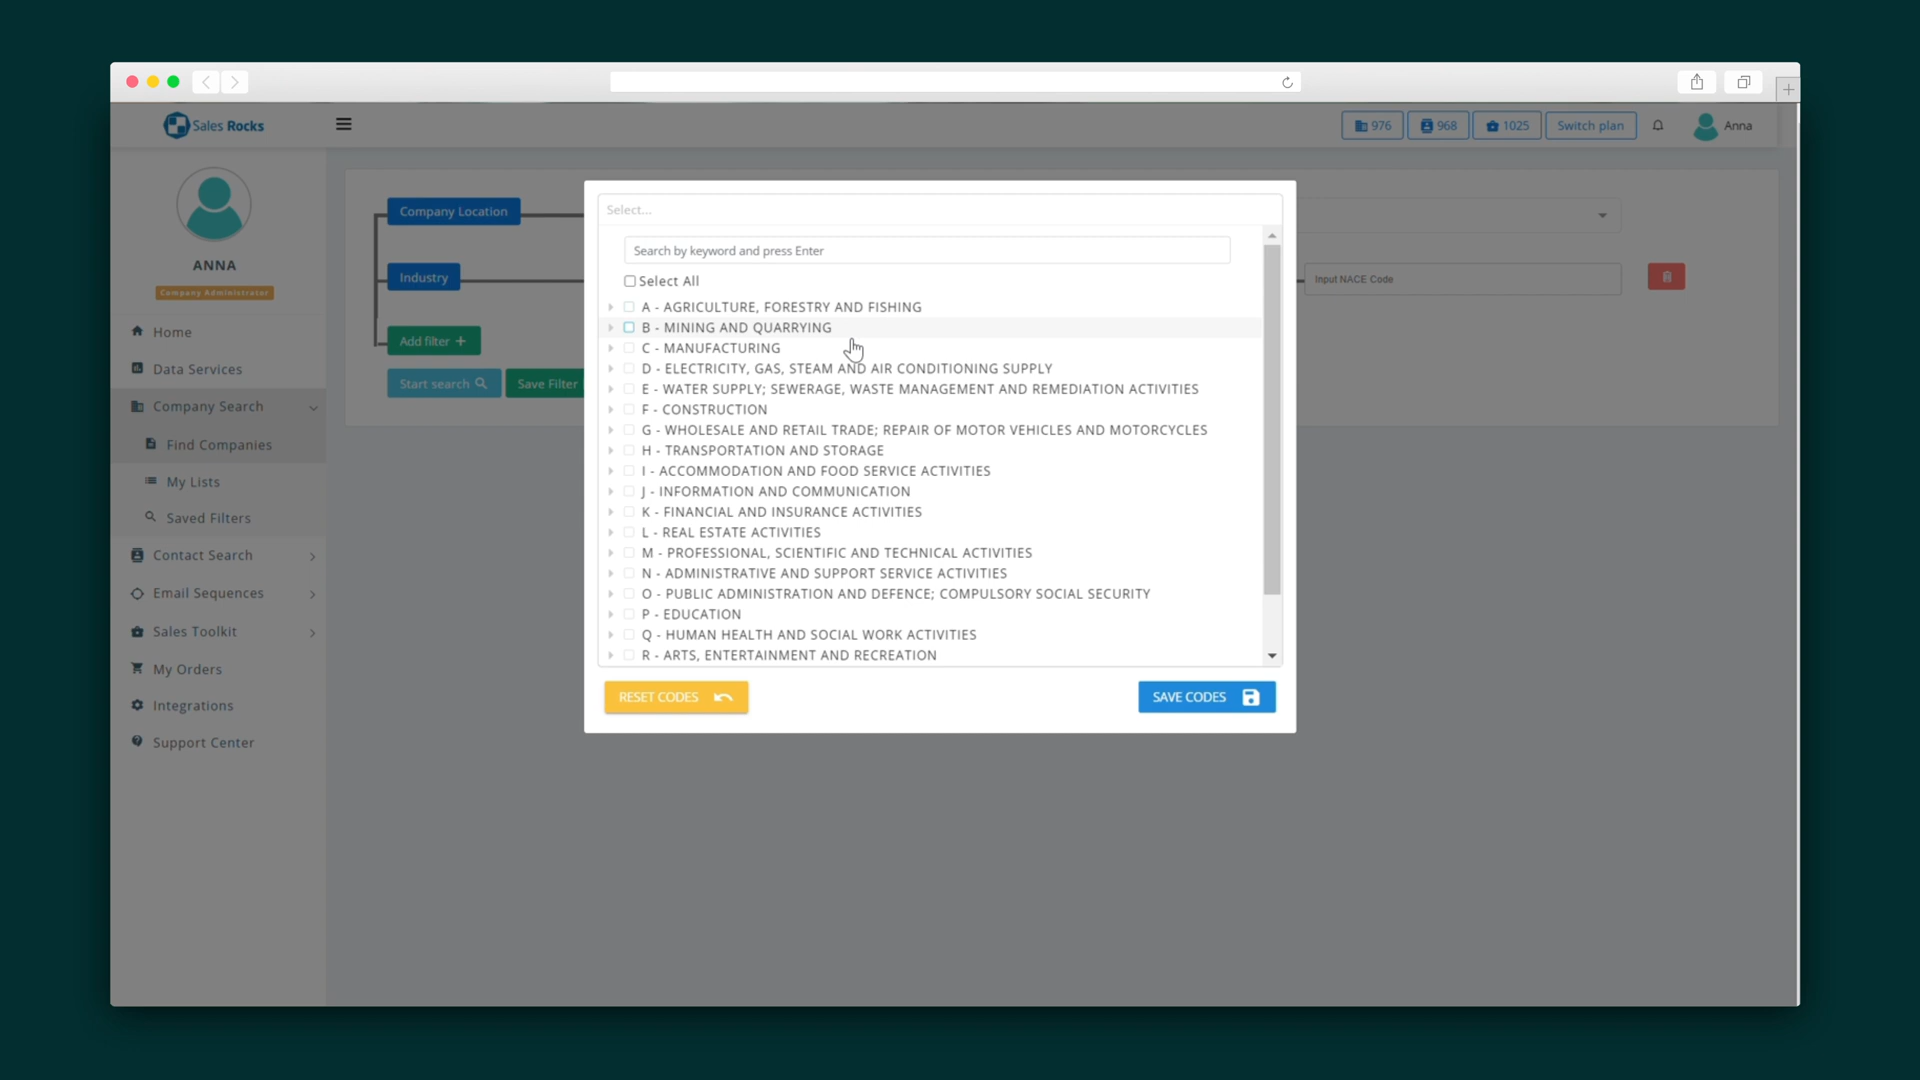 Sales Rocks
976
968
1025
Switch plan
Anna
ANNA
Company Administrator
Home
Data Services
Company Search
Find Companies
My Lists
Saved Filters
Contact Search
Email Sequences
Sales Toolkit
My Orders
Integrations
Support Center
Company Location
Industry
Add filter +
Start search
Save Filter
Input NACE Code
Select...
Search by keyword and press Enter
Select All
A - AGRICULTURE, FORESTRY AND FISHING
B - MINING AND QUARRYING
C - MANUFACTURING
D - ELECTRICITY, GAS, STEAM AND AIR CONDITIONING SUPPLY
E - WATER SUPPLY; SEWERAGE, WASTE MANAGEMENT AND REMEDIATION ACTIVITIES
F - CONSTRUCTION
G - WHOLESALE AND RETAIL TRADE; REPAIR OF MOTOR VEHICLES AND MOTORCYCLES
H - TRANSPORTATION AND STORAGE
I - ACCOMMODATION AND FOOD SERVICE ACTIVITIES
J - INFORMATION AND COMMUNICATION
K - FINANCIAL AND INSURANCE ACTIVITIES
L - REAL ESTATE ACTIVITIES
M - PROFESSIONAL, SCIENTIFIC AND TECHNICAL ACTIVITIES
N - ADMINISTRATIVE AND SUPPORT SERVICE ACTIVITIES
O - PUBLIC ADMINISTRATION AND DEFENCE; COMPULSORY SOCIAL SECURITY
P - EDUCATION
Q - HUMAN HEALTH AND SOCIAL WORK ACTIVITIES
R - ARTS, ENTERTAINMENT AND RECREATION
RESET CODES
SAVE CODES